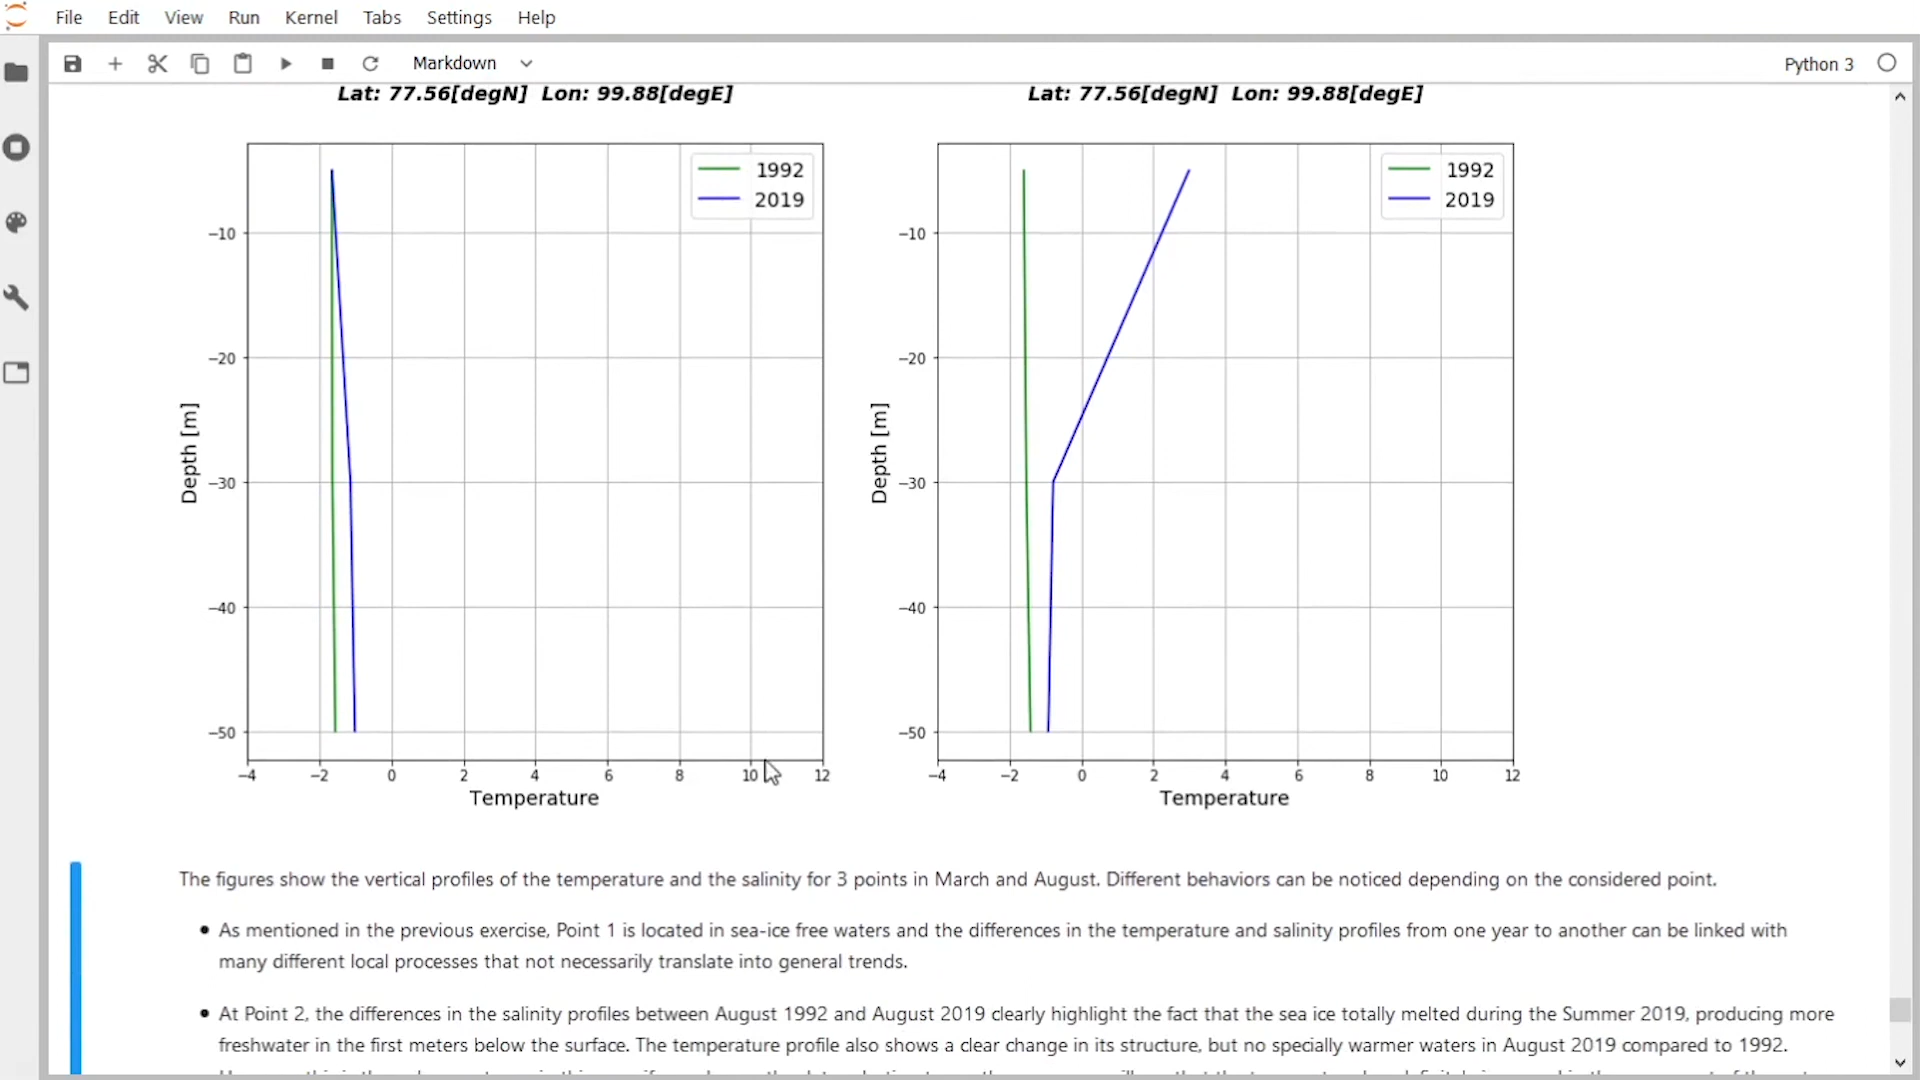 File Edit View Run Kernel Tabs Settings Help
Markdown
Python 3
Lat: 77.56[degN] Lon: 99.88[degE]
1992
2019
−10
−20
−30
−40
−50
Depth [m]
−4 −2 0 2 4 6 8 10 12
Temperature
Lat: 77.56[degN] Lon: 99.88[degE]
1992
2019
−10
−20
−30
−40
−50
Depth [m]
−4 −2 0 2 4 6 8 10 12
Temperature
The figures show the vertical profiles of the temperature and the salinity for 3 points in March and August. Different behaviors can be noticed depending on the considered point.
• As mentioned in the previous exercise, Point 1 is located in sea-ice free waters and the differences in the temperature and salinity profiles from one year to another can be linked with
many different local processes that not necessarily translate into general trends.
• At Point 2, the differences in the salinity profiles between August 1992 and August 2019 clearly highlight the fact that the sea ice totally melted during the Summer 2019, producing more
freshwater in the first meters below the surface. The temperature profile also shows a clear change in its structure, but no specially warmer waters in August 2019 compared to 1992.